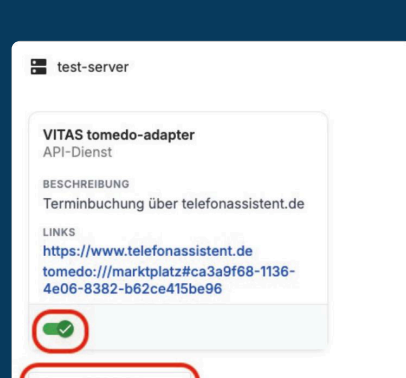 test-server
VITAS tomedo-adapter
API-Dienst
BESCHREIBUNG
Terminbuchung über telefonassistent.de
LINKS
https://www.telefonassistent.de
tomedo:///marktplatz#ca3a9f68-1136-
4e06-8382-b62ce415be96